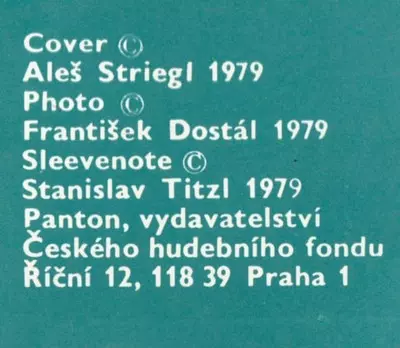 Cover ©
Aleš Striegl 1979
Photo ©
František Dostál 1979
Sleevenote ©
Stanislav Titzl 1979
Panton, vydavatelství
Českého hudebního fondu
Říční 12, 118 39 Praha 1